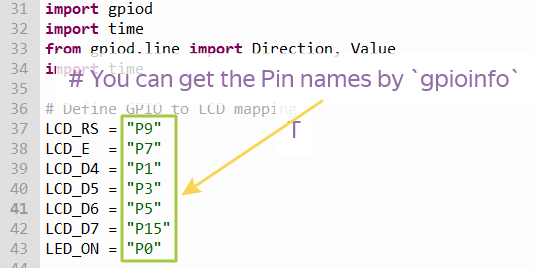 31 import gpiod
32 import time
33 from gpiod.line import Direction, Value
34 import time
# You can get the Pin names by `gpioinfo`
35
36 # Define GPIO to LCD mapping
T
37 LCD_RS = "P9"
38 LCD_E  = "P7"
39 LCD_D4 = "P1"
40 LCD_D5 = "P3"
41 LCD_D6 = "P5"
42 LCD_D7 = "P15"
43 LED_ON = "P0"